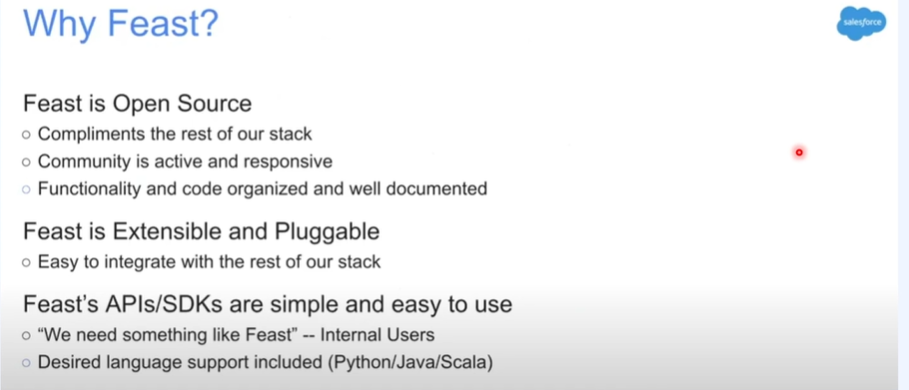 Why Feast?
salesforce
Feast is Open Source
○ Compliments the rest of our stack
○ Community is active and responsive
○ Functionality and code organized and well documented
Feast is Extensible and Pluggable
○ Easy to integrate with the rest of our stack
Feast's APIs/SDKs are simple and easy to use
○ “We need something like Feast” -- Internal Users
○ Desired language support included (Python/Java/Scala)